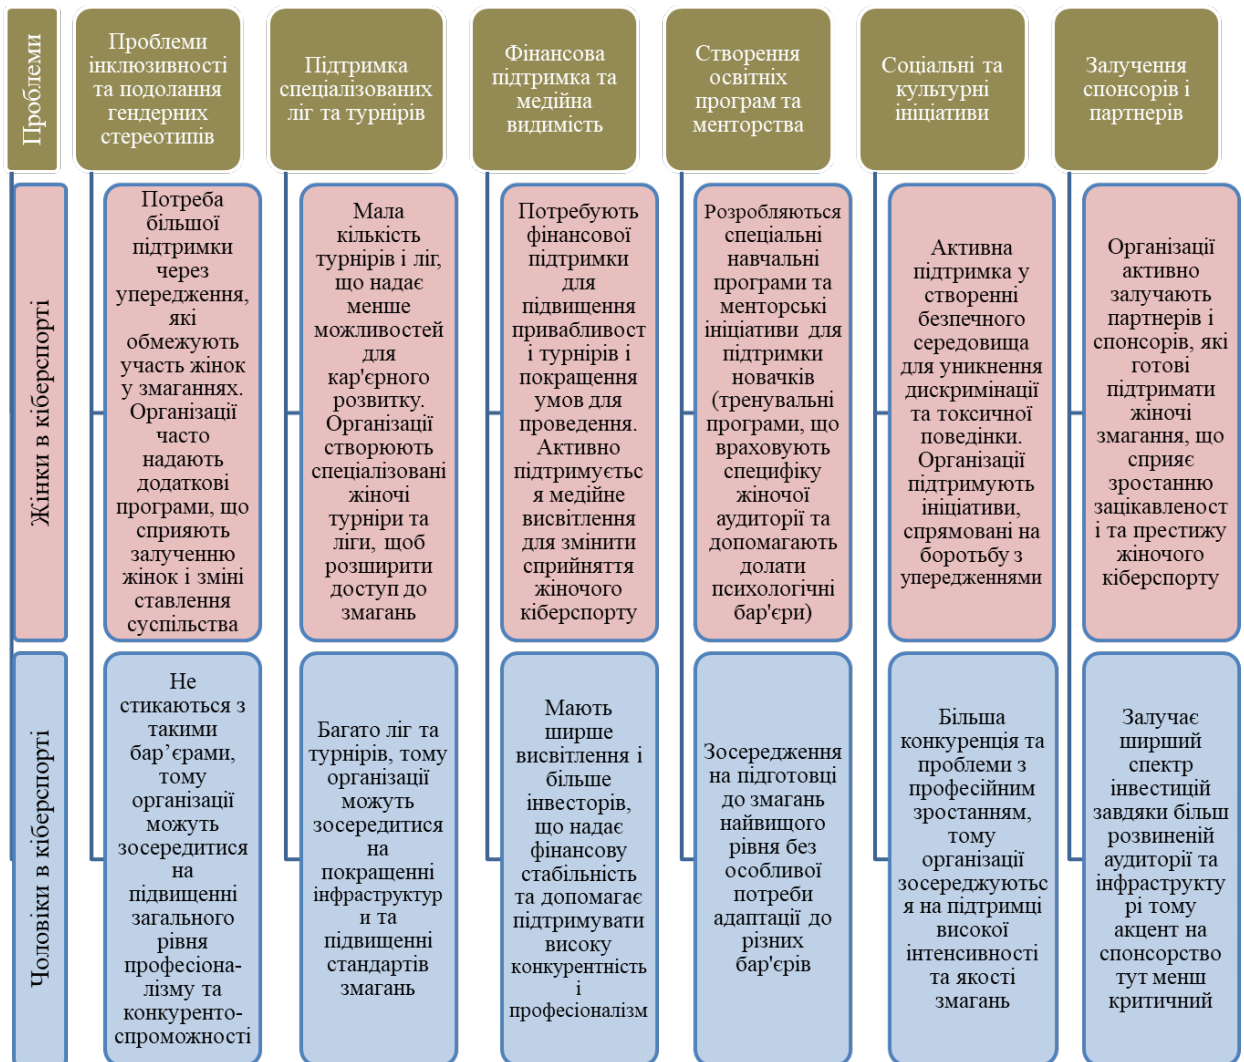 Проблеми
Проблеми
інклюзивності
та подолання
гендерних
стереотипів
Підтримка
спеціалізованих
ліг та турнірів
Фінансова
підтримка та
медійна
видимість
Створення
освітніх
програм та
менторства
Соціальні та
культурні
ініціативи
Залучення
спонсорів і
партнерів
Жінки в кіберспорті
Потреба
більшої
підтримки
через
упередження,
які
обмежують
участь жінок
у змаганнях.
Організації
часто
надають
додаткові
програми, що
сприяють
залученню
жінок і зміні
ставлення
суспільства
Мала
кількість
турнірів і ліг,
що надає
менше
можливостей
для
кар'єрного
розвитку.
Організації
створюють
спеціалізовані
жіночі
турніри та
ліги, щоб
розширити
доступ до
змагань
Потребують
фінансової
підтримки
для
підвищення
привабливост
і турнірів і
покращення
умов для
проведення.
Активно
підтримуєтьс
я медійне
висвітлення
для змінити
сприйняття
жіночого
кіберспорту
Розробляються
спеціальні
навчальні
програми та
менторські
ініціативи для
підтримки
новачків
(тренувальні
програми, що
враховують
специфіку
жіночої
аудиторії та
допомагають
долати
психологічні
бар'єри)
Активна
підтримка у
створенні
безпечного
середовища
для уникнення
дискримінації
та токсичної
поведінки.
Організації
підтримують
ініціативи,
спрямовані на
боротьбу з
упередженнями
Організації
активно
залучають
партнерів і
спонсорів, які
готові
підтримати
жіночі
змагання, що
сприяє
зростанню
зацікавленост
і та престижу
жіночого
кіберспорту
Чоловіки в кіберспорті
Не
стикаються з
такими
бар’єрами,
тому
організації
можуть
зосередитися
на
підвищенні
загального
рівня
професіона-
лізму та
конкуренто-
спроможності
Багато ліг та
турнірів, тому
організації
можуть
зосередитися
на
покращенні
інфраструктур
и та
підвищенні
стандартів
змагань
Мають
ширше
висвітлення і
більше
інвесторів,
що надає
фінансову
стабільність
та допомагає
підтримувати
високу
конкурентність
і
професіоналізм
Зосередження
на підготовці
до змагань
найвищого
рівня без
особливої
потреби
адаптації до
різних
бар'єрів
Більша
конкуренція та
проблеми з
професійним
зростанням,
тому
організації
зосереджуютьс
я на підтримці
високої
інтенсивності
та якості
змагань
Залучає
ширший
спектр
інвестицій
завдяки більш
розвиненій
аудиторії та
інфраструкту
рі тому
акцент на
спонсорство
тут менш
критичний